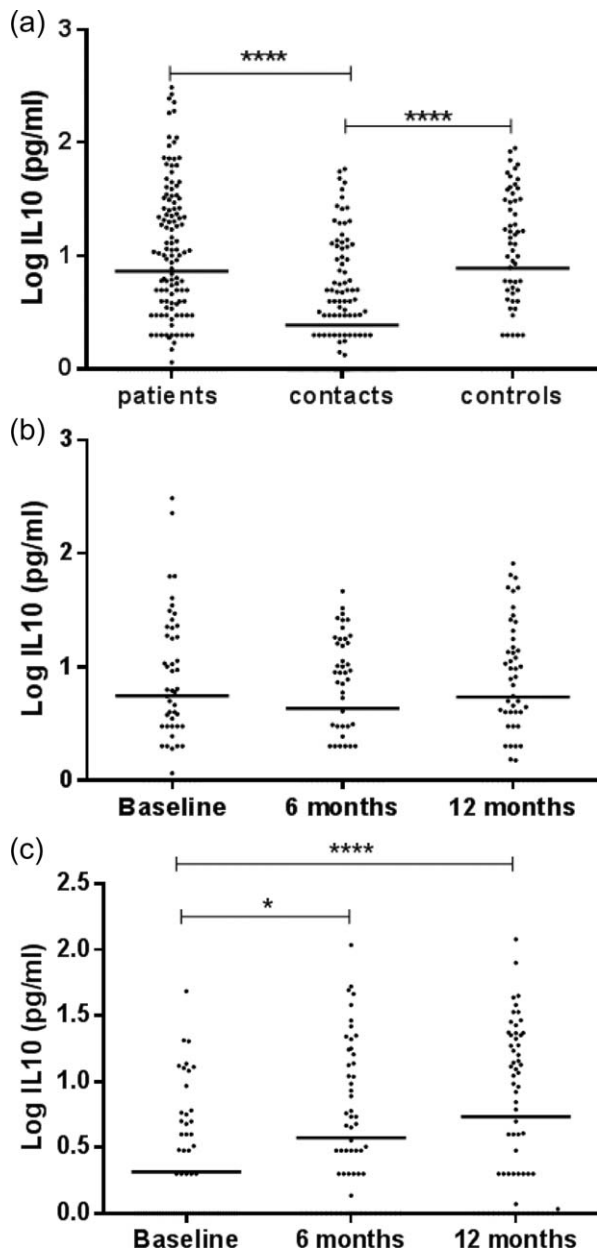 (a)
3
2
1
0
Log IL10 (pg/ml)
****
****
patients contacts controls
(b)
3
2
1
0
Log IL10 (pg/ml)
Baseline 6 months 12 months
(c)
2.5
2.0
1.5
1.0
0.5
0.0
Log IL10 (pg/ml)
****
*
Baseline 6 months 12 months